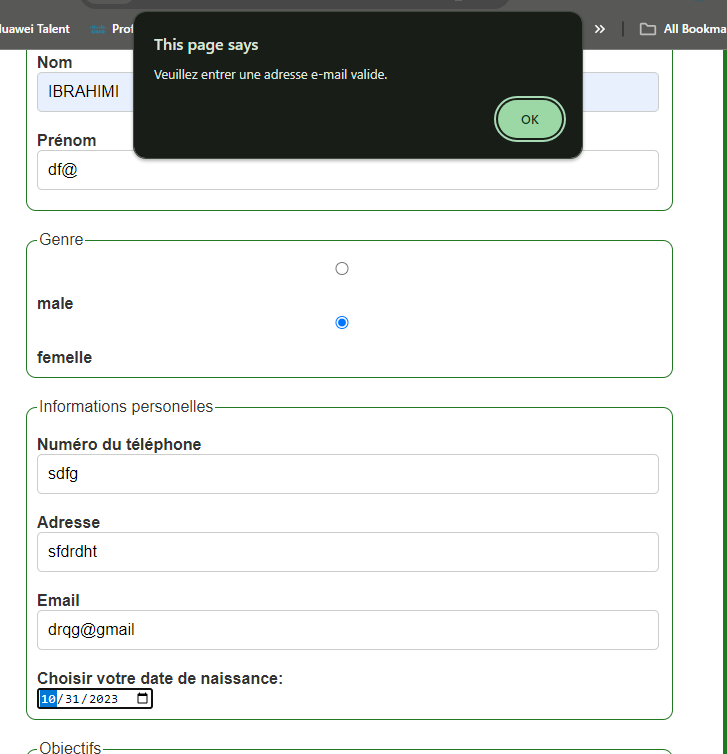 uawei Talent
Prof
This page says
Veuillez entrer une adresse e-mail valide.
OK
All Bookma
Nom
IBRAHIMI
Prénom
df@
Genre
male
femelle
Informations personelles
Numéro du téléphone
sdfg
Adresse
sfdrdht
Email
drqg@gmail
Choisir votre date de naissance:
10/31/2023
Objectifs